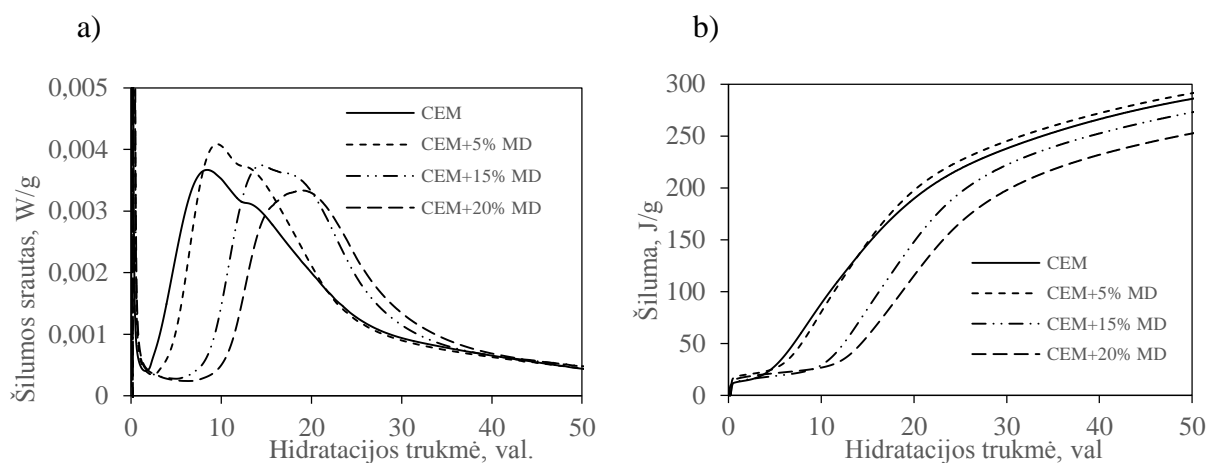 a)
0,005
0,004
0,003
0,002
0,001
0
Šilumos srautas, W/g
CEM
CEM+5% MD
CEM+15% MD
CEM+20% MD
0 10 20 30 40 50
Hidratacijos trukmė, val.
b)
300
250
200
150
100
50
0
Šiluma, J/g
CEM
CEM+5% MD
CEM+15% MD
CEM+20% MD
0 10 20 30 40 50
Hidratacijos trukmė, val